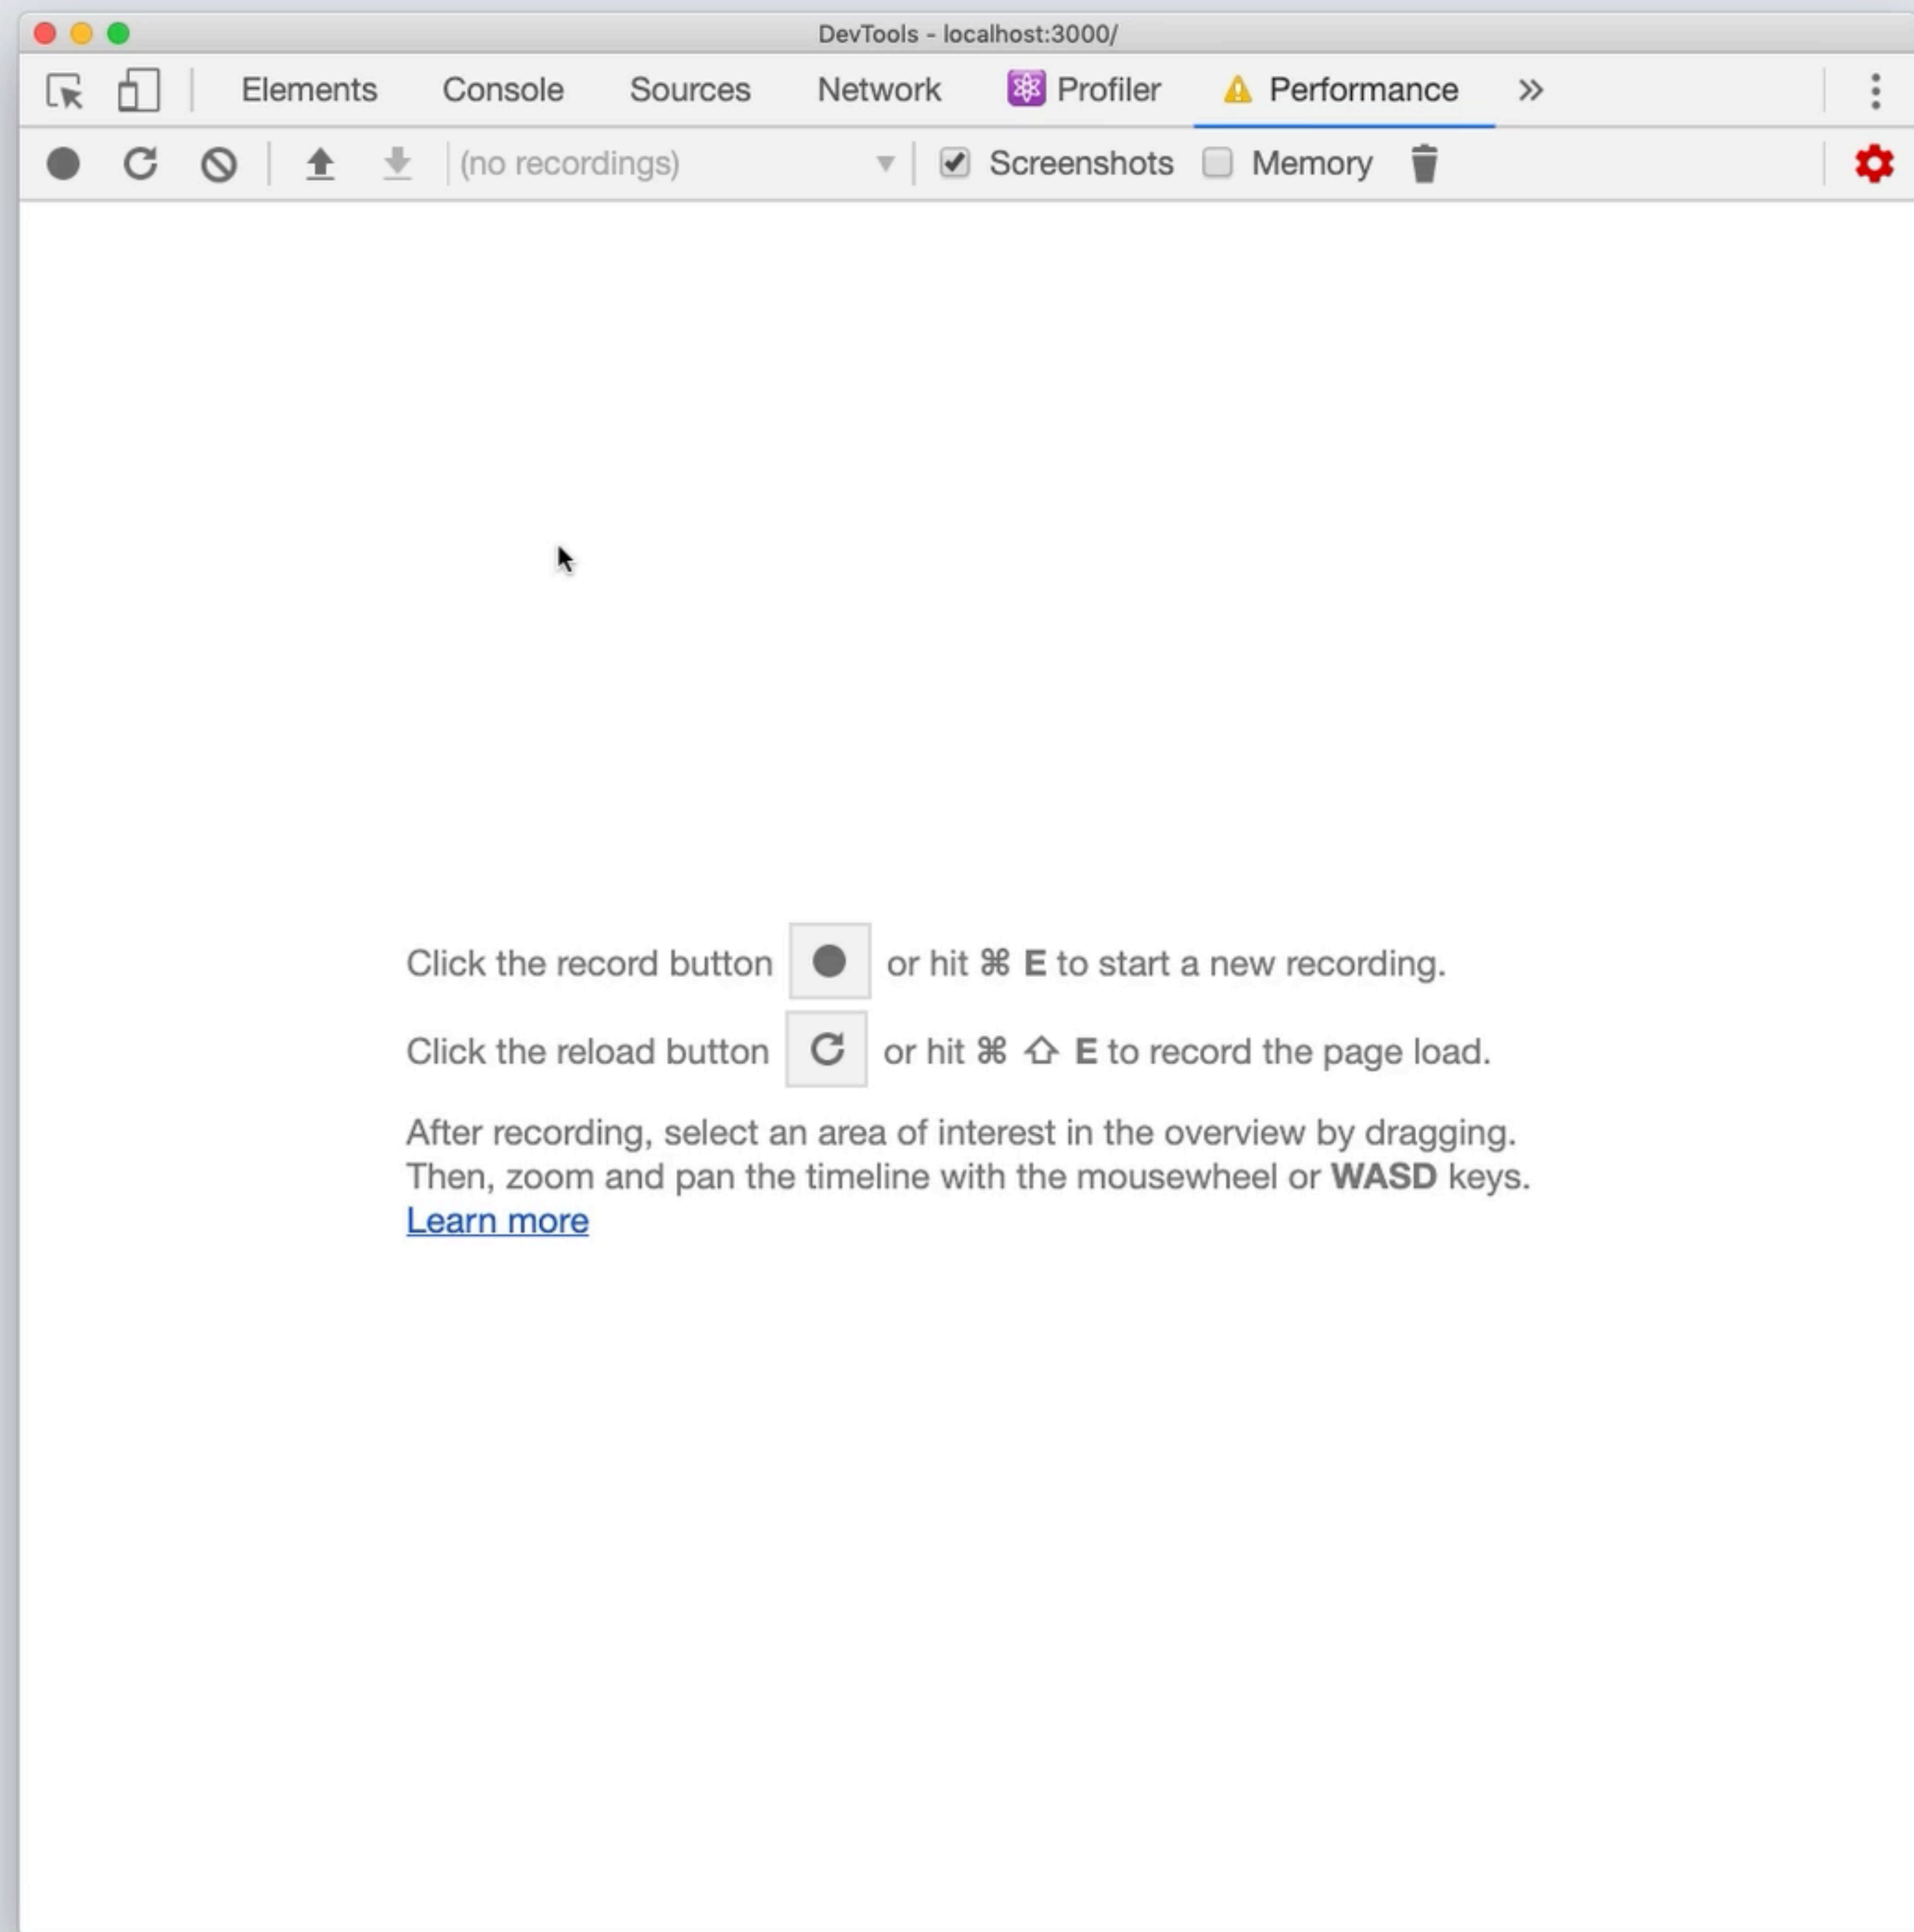 DevTools - localhost:3000/
Elements Console Sources Network ⚛ Profiler ⚠ Performance »
(no recordings) ▼ Screenshots Memory
Click the record button or hit ⌘ E to start a new recording.
Click the reload button or hit ⌘ ⇧ E to record the page load.
After recording, select an area of interest in the overview by dragging.
Then, zoom and pan the timeline with the mousewheel or WASD keys.
Learn more